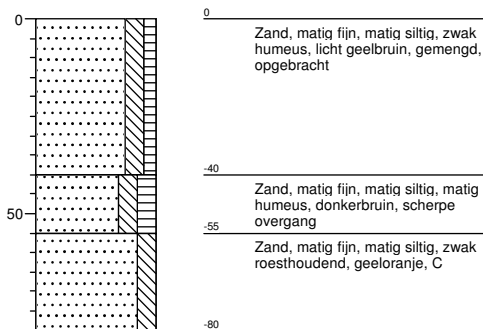 0
0
Zand, matig fijn, matig siltig, zwak
humeus, licht geelbruin, gemengd,
opgebracht
-40
Zand, matig fijn, matig siltig, matig
humeus, donkerbruin, scherpe
overgang
50
-55
Zand, matig fijn, matig siltig, zwak
roesthoudend, geeloranje, C
-80